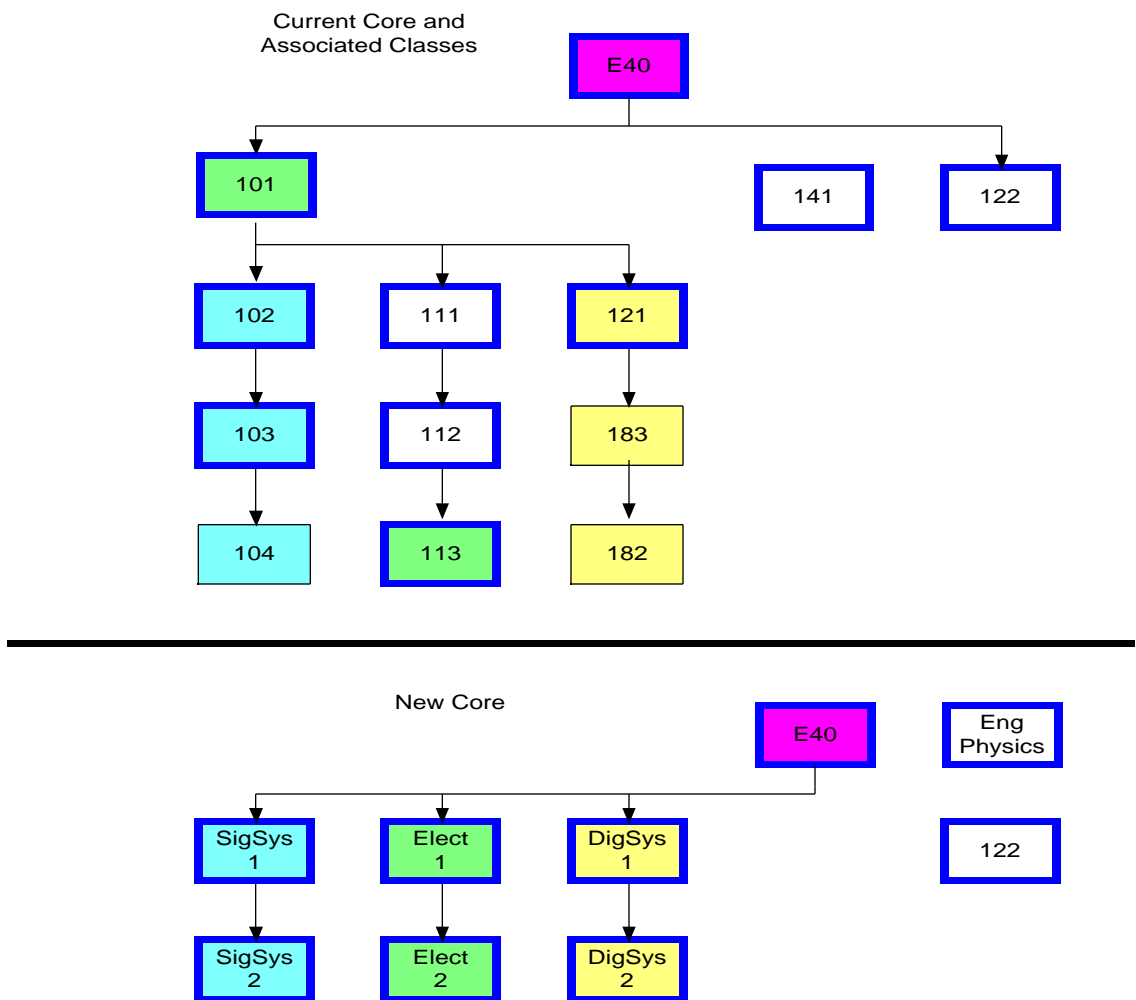 Current Core and
Associated Classes
E40
101
141
122
102
111
121
103
112
183
104
113
182
New Core
E40
Eng
Physics
SigSys
1
Elect
1
DigSys
1
122
SigSys
2
Elect
2
DigSys
2